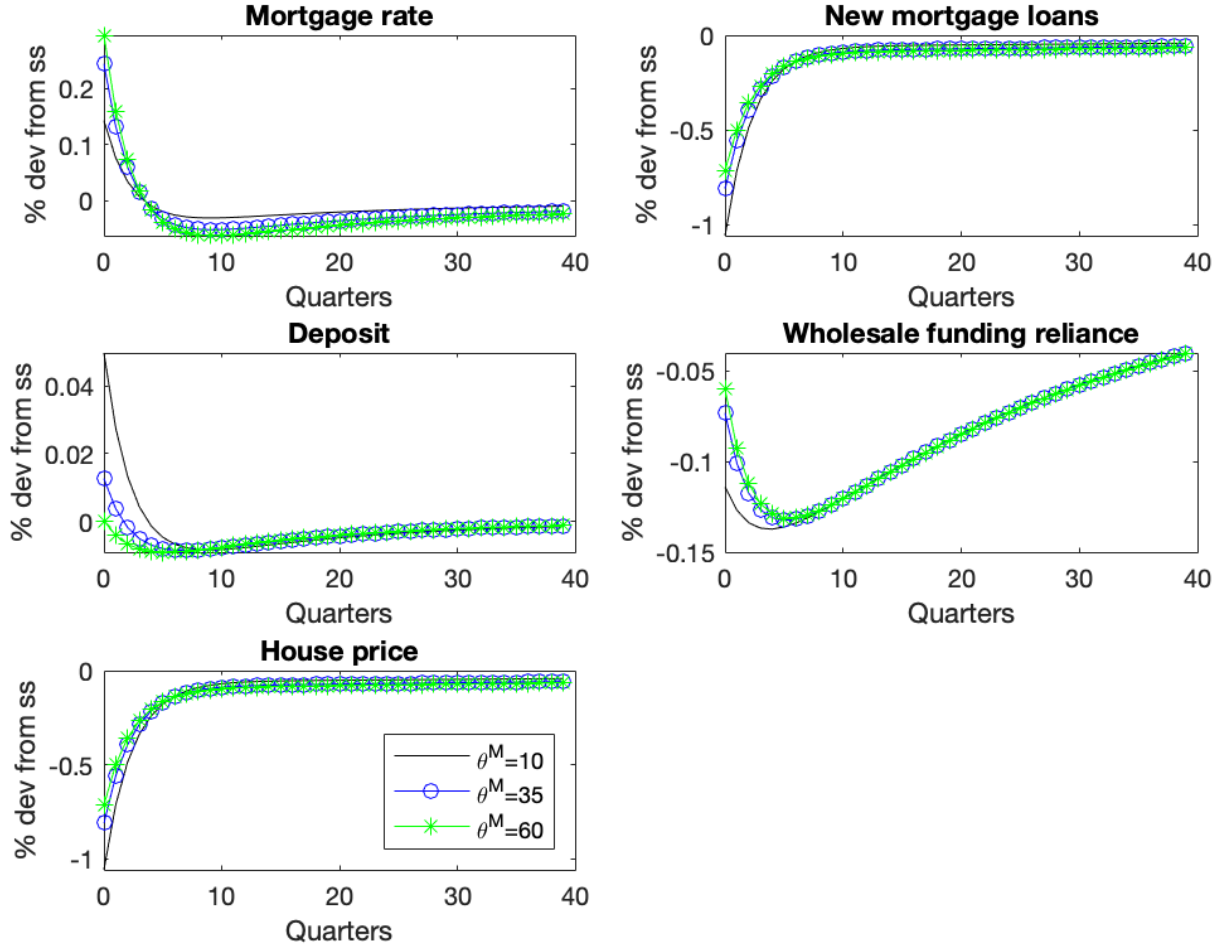 Mortgage rate
% dev from ss
0.2
0.1
0
0 10 20 30 40
Quarters
New mortgage loans
% dev from ss
0
-0.5
-1
0 10 20 30 40
Quarters
Deposit
% dev from ss
0.04
0.02
0
0 10 20 30 40
Quarters
Wholesale funding reliance
% dev from ss
-0.05
-0.1
-0.15
0 10 20 30 40
Quarters
House price
% dev from ss
0
-0.5
-1
0 10 20 30 40
Quarters
θ^M=10
θ^M=35
θ^M=60